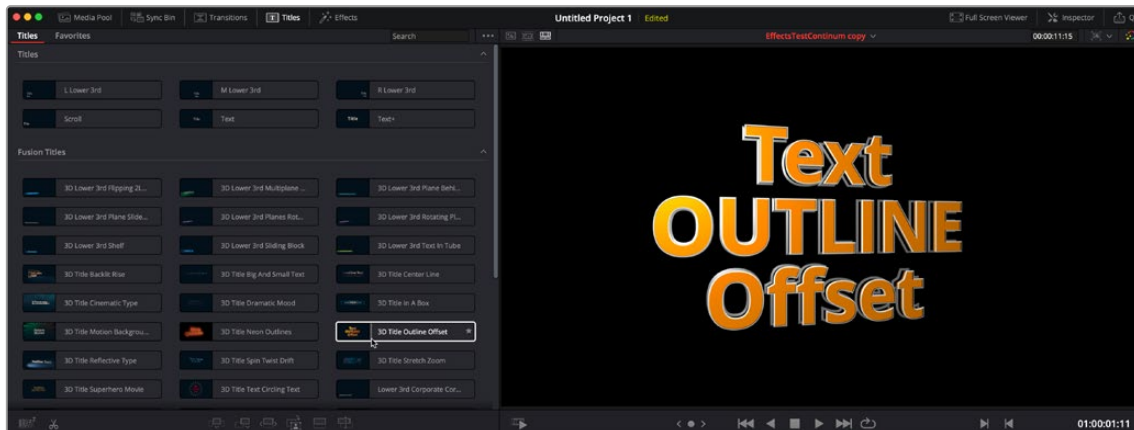 Media Pool Sync Bin Transitions Titles Effects Untitled Project 1 Edited Full Screen Viewer Inspector
Titles Favorites Search EffectsTestContinum copy 00:00:11:15
Titles
L Lower 3rd M Lower 3rd R Lower 3rd
Scroll Text Title Text+
Fusion Titles
3D Lower 3rd Flipping 2L... 3D Lower 3rd Multiplane ... 3D Lower 3rd Plane Behi...
3D Lower 3rd Plane Slide... 3D Lower 3rd Planes Rot... 3D Lower 3rd Rotating Pl...
3D Lower 3rd Shelf 3D Lower 3rd Sliding Block 3D Lower 3rd Text In Tube
3D Title Backlit Rise 3D Title Big And Small Text 3D Title Center Line
3D Title Cinematic Type 3D Title Dramatic Mood 3D Title In A Box
3D Title Motion Backgrou... 3D Title Neon Outlines 3D Title Outline Offset
3D Title Reflective Type 3D Title Spin Twist Drift 3D Title Stretch Zoom
3D Title Superhero Movie 3D Title Text Circling Text Lower 3rd Corporate Cor...
Text
OUTLINE
Offset
01:00:01:11